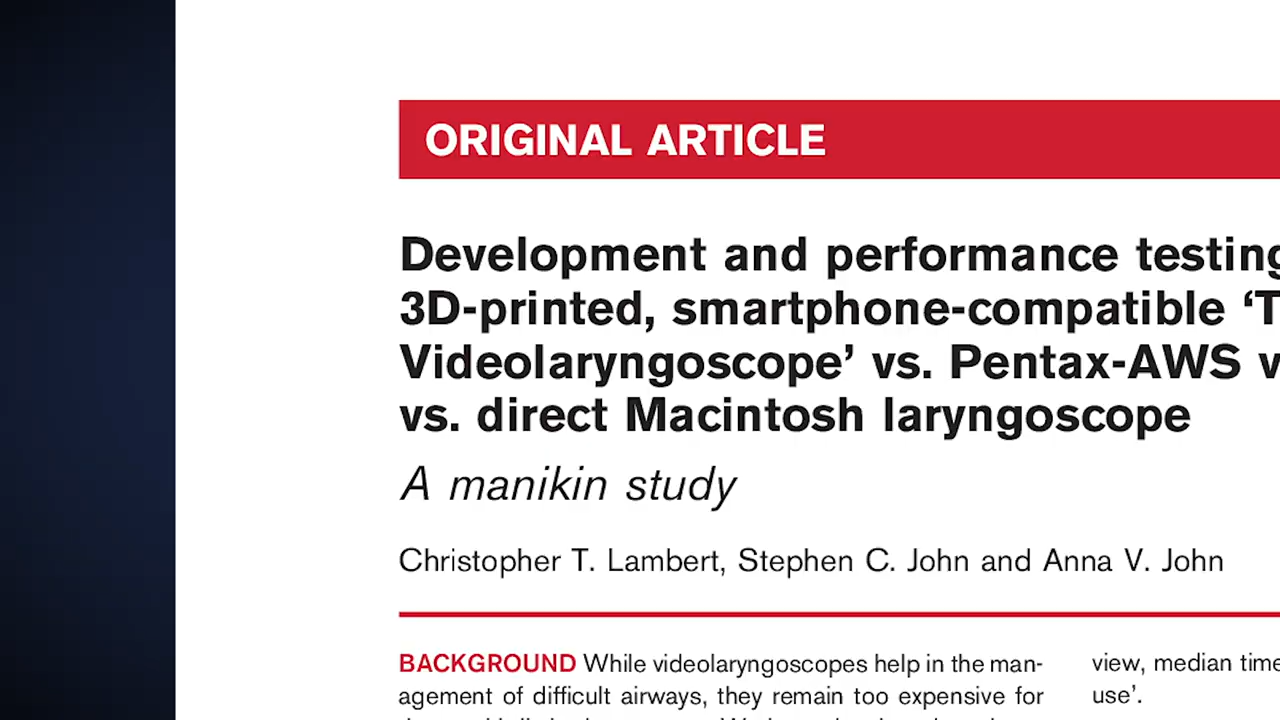 ORIGINAL ARTICLE
Development and performance testing
3D-printed, smartphone-compatible ‘T
Videolaryngoscope’ vs. Pentax-AWS v
vs. direct Macintosh laryngoscope
A manikin study
Christopher T. Lambert, Stephen C. John and Anna V. John
BACKGROUND While videolaryngoscopes help in the man-
agement of difficult airways, they remain too expensive for
view, median time
use’.